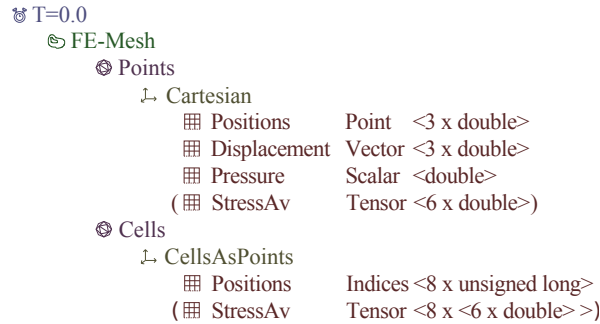 T=0.0
FE-Mesh
Points
Cartesian
Positions Point <3 x double>
Displacement Vector <3 x double>
Pressure Scalar <double>
( StressAv Tensor <6 x double>)
Cells
CellsAsPoints
Positions Indices <8 x unsigned long>
( StressAv Tensor <8 x <6 x double> >)